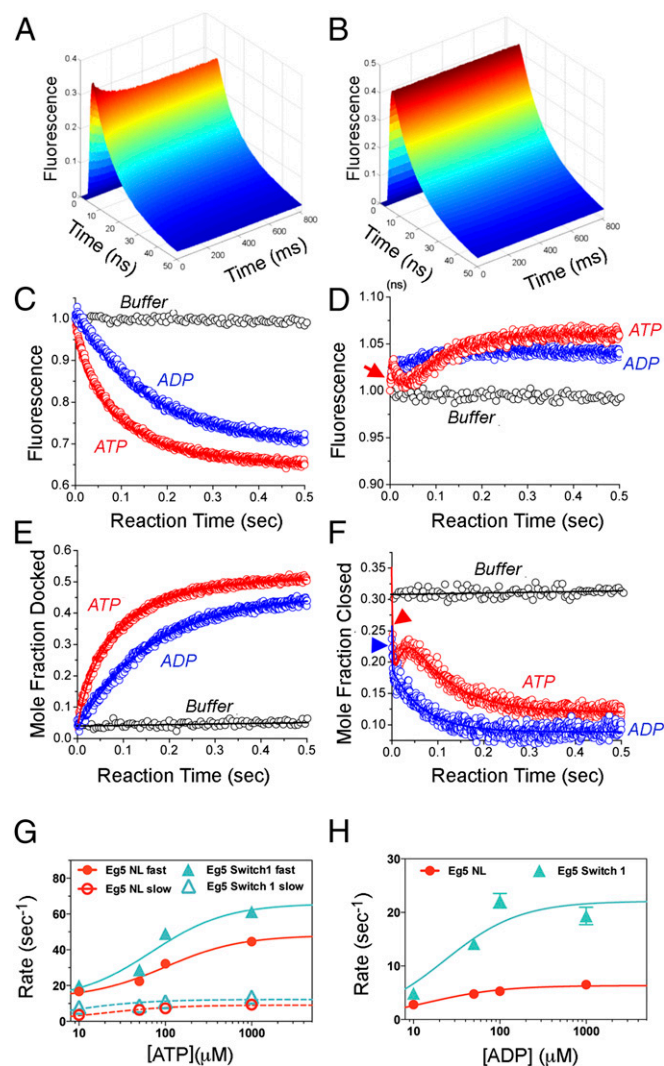 A
Fluorescence
0.4
0.3
0.2
0.1
0
0
10
20
30
40
50
Time (ns)
0
200
400
600
800
Time (ms)
B
Fluorescence
0.5
0.4
0.3
0.2
0.1
0
0
10
20
30
40
50
Time (ns)
0
200
400
600
800
Time (ms)
C
Fluorescence
1.0
0.9
0.8
0.7
0.6
Buffer
ADP
ATP
0.0 0.1 0.2 0.3 0.4 0.5
Reaction Time (sec)
D
(ns)
Fluorescence
1.10
1.05
1.00
0.95
0.90
ATP
ADP
Buffer
0.0 0.1 0.2 0.3 0.4 0.5
Reaction Time (sec)
E
Mole Fraction Docked
0.6
0.5
0.4
0.3
0.2
0.1
0.0
ATP
ADP
Buffer
0.0 0.1 0.2 0.3 0.4 0.5
Reaction Time (sec)
F
Mole Fraction Closed
0.35
0.30
0.25
0.20
0.15
0.10
Buffer
ATP
ADP
0.0 0.1 0.2 0.3 0.4 0.5
Reaction Time (sec)
G
Rate (sec-1)
80
60
40
20
0
Eg5 NL fast
Eg5 Switch1 fast
Eg5 NL slow
Eg5 Switch 1 slow
10 100 1000
[ATP](μM)
H
Rate (sec-1)
30
20
10
0
Eg5 NL
Eg5 Switch 1
10 100 1000
[ADP] (μM)